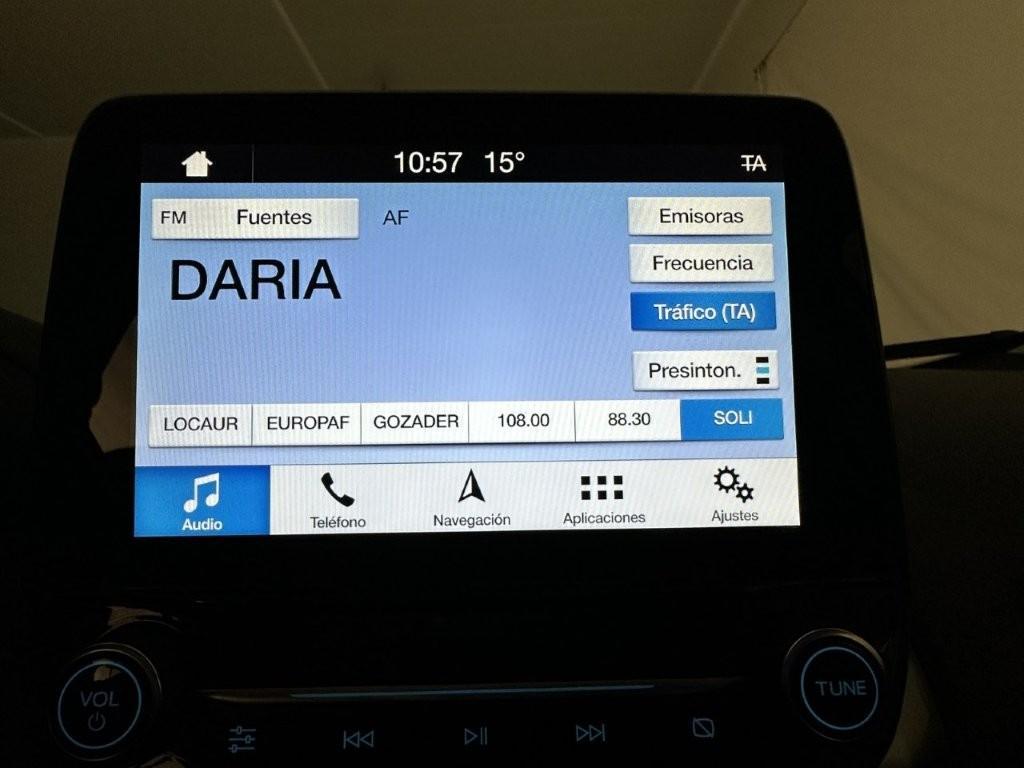 10:57 15° TA
FM Fuentes AF Emisoras
DARIA
Frecuencia
Tráfico (TA)
Presinton.
LOCAUR EUROPAF GOZADER 108.00 88.30 SOLI
Audio Teléfono Navegación Aplicaciones Ajustes
VOL TUNE